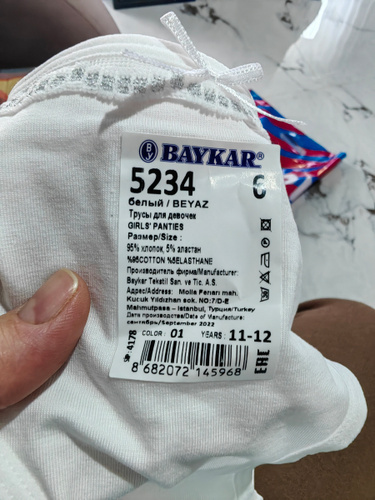 BAYKAR®
5234 6
белый / BEYAZ
Трусы для девочек
GIRLS' PANTIES
Размер/Size :
95% хлопок, 5% эластан
%95COTTON %5ELASTHANE
Производитель фирма/Manufacturer:
Baykar Tekstil San. ve Tic. A.
Адрес/Address: Molla Fenari mah.
Kucuk Yildizhan sok. NO:7/D-E
Mahmutpasa – Istanbul, Турция/Turkey
Дата производства/Date of Manufacture:
сентябрь/September 2022
4178
COLOR: 01 YEARS: 11-12
8 682072 145968
EAC